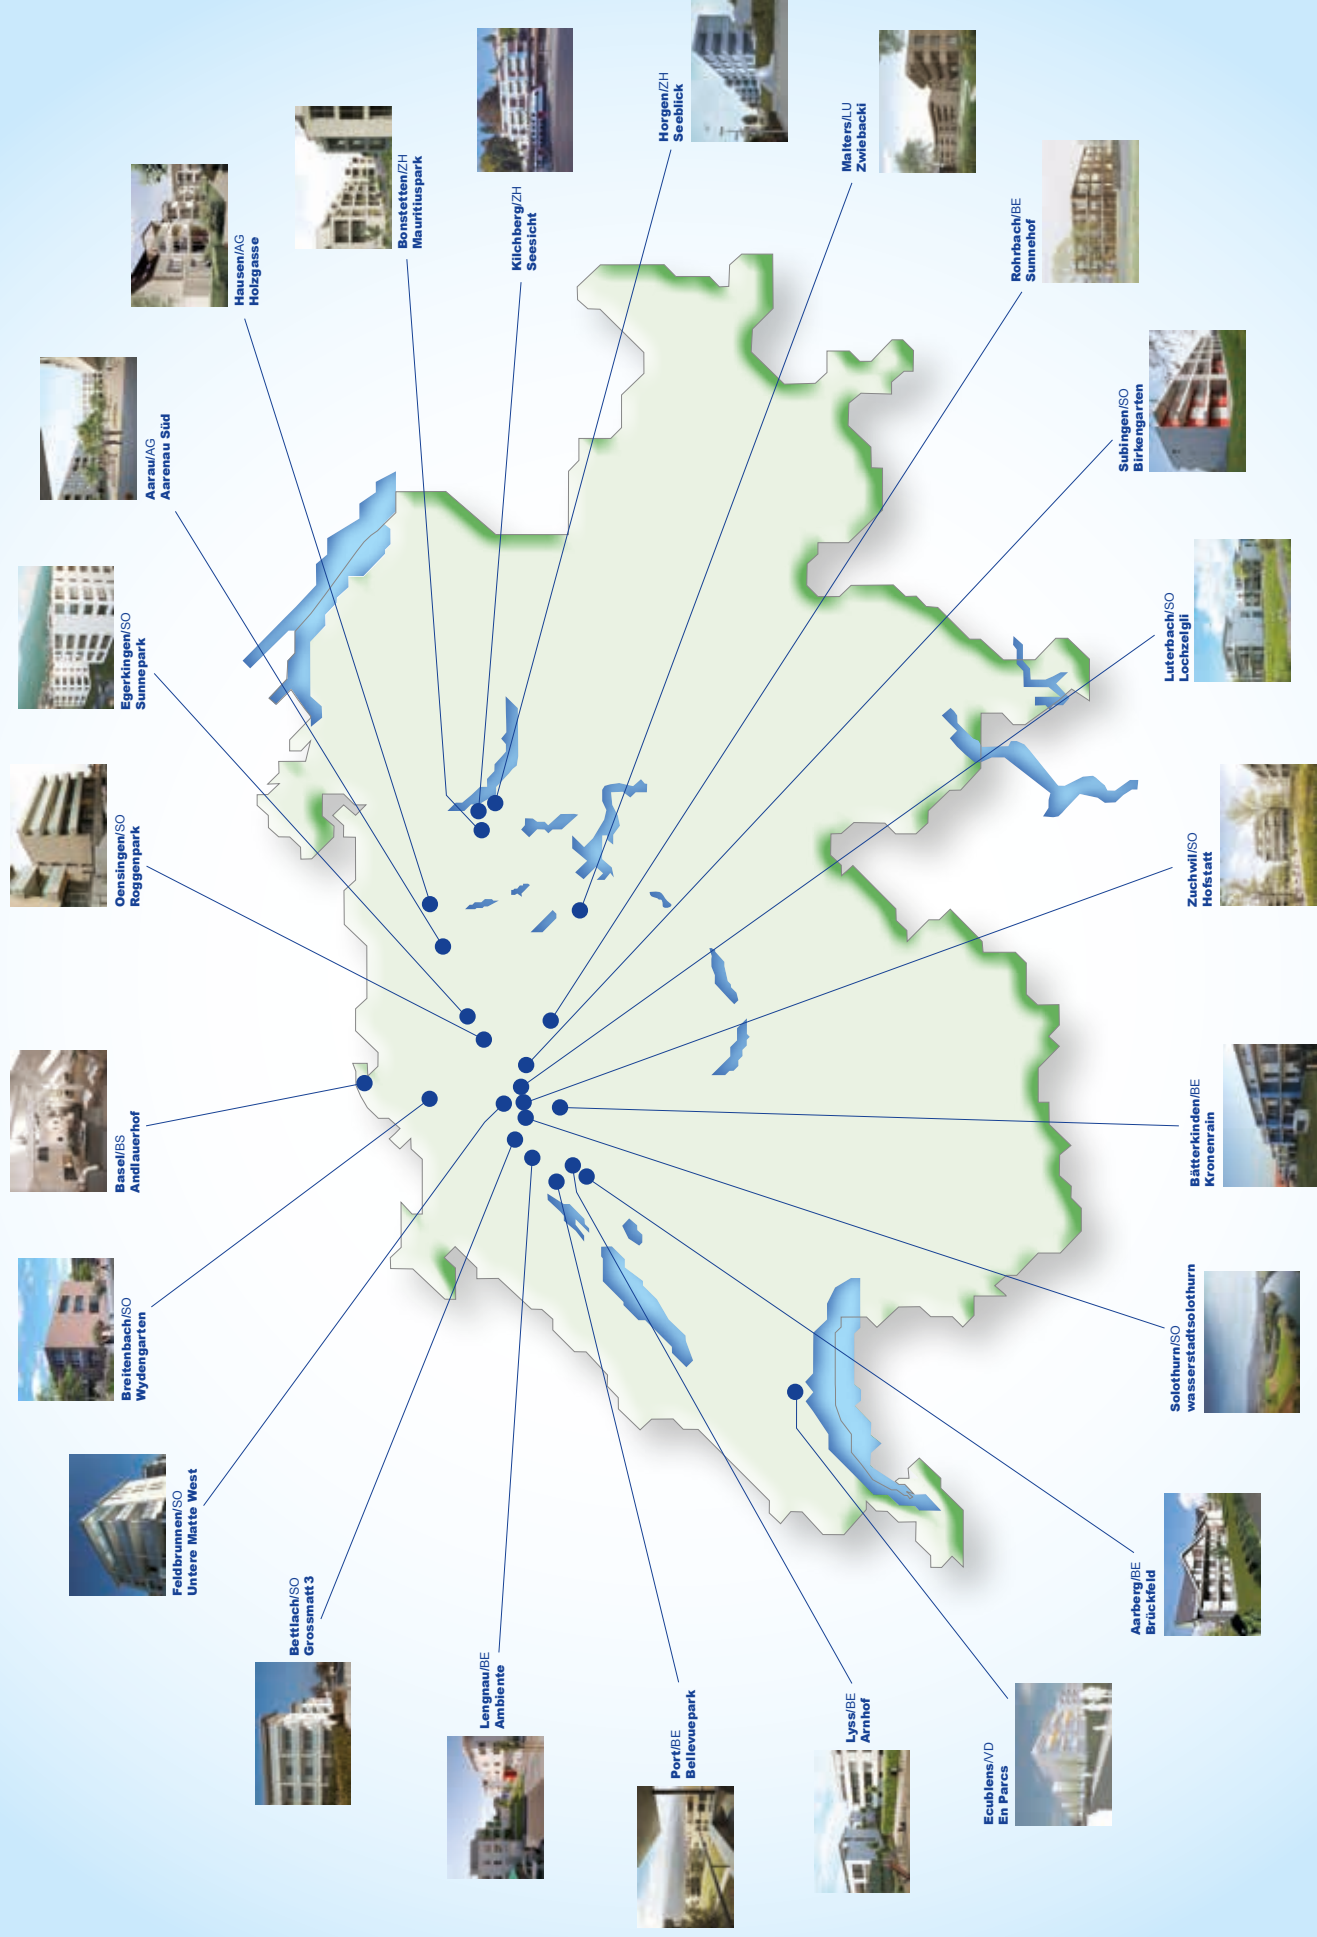 Ecublens/VD
En Parcs
Lyss/BE
Arnhof
Port/BE
Bellevuepark
Lengnau/BE
Ambiente
Bettlach/SO
Grossmatt 3
Feldbrunnen/SO
Untere Matte West
Breitenbach/SO
Wydengarten
Basel/BS
Andlauerhof
Oensingen/SO
Roggenpark
Egerkingen/SO
Sunnepark
Aarau/AG
Aarenau Süd
Hausen/AG
Holzgasse
Bonstetten/ZH
Mauritiuspark
Kilchberg/ZH
Seesicht
Horgen/ZH
Seeblick
Malters/LU
Zwiebacki
Rohrbach/BE
Sunnehof
Subingen/SO
Birkengarten
Luterbach/SO
Lochzelgli
Zuchwil/SO
Hofstatt
Bätterkinden/BE
Kronenrain
Solothurn/SO
wasserstadtsolothurn
Aarberg/BE
Brückfeld